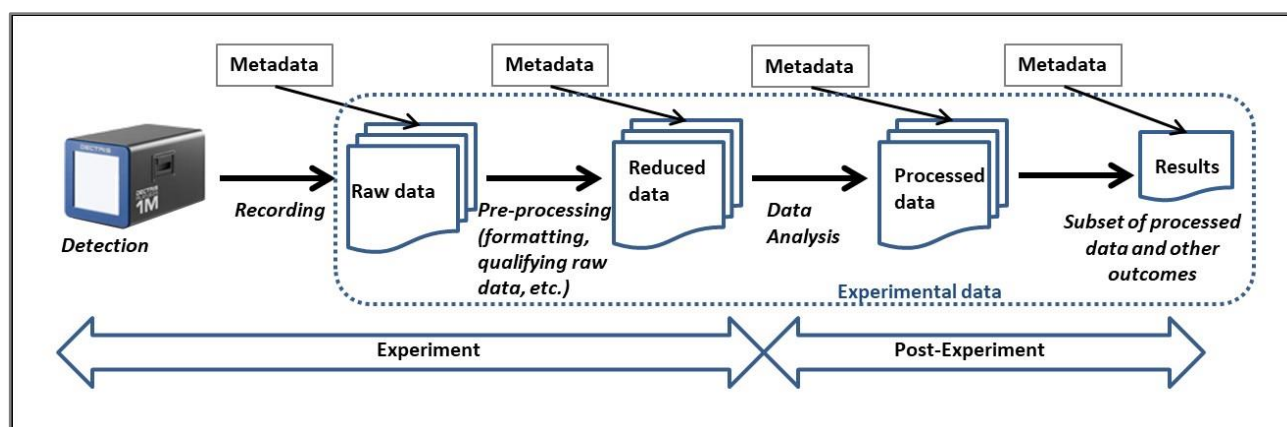 Metadata
Metadata
Metadata
Metadata
DECTRIS
DECTRIS
1M
Detection
Recording
Raw data
Pre-processing
(formatting,
qualifying raw
data, etc.)
Reduced
data
Data
Analysis
Processed
data
Results
Subset of processed
data and other
outcomes
Experimental data
Experiment
Post-Experiment